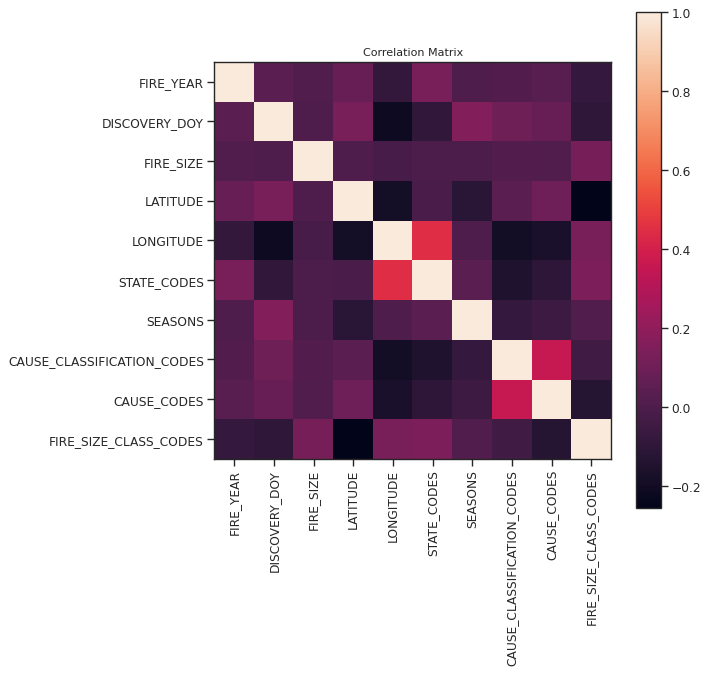 Correlation Matrix
FIRE_YEAR
DISCOVERY_DOY
FIRE_SIZE
LATITUDE
LONGITUDE
STATE_CODES
SEASONS
CAUSE_CLASSIFICATION_CODES
CAUSE_CODES
FIRE_SIZE_CLASS_CODES
FIRE_YEAR
DISCOVERY_DOY
FIRE_SIZE
LATITUDE
LONGITUDE
STATE_CODES
SEASONS
CAUSE_CLASSIFICATION_CODES
CAUSE_CODES
FIRE_SIZE_CLASS_CODES
1.0
0.8
0.6
0.4
0.2
0.0
−0.2